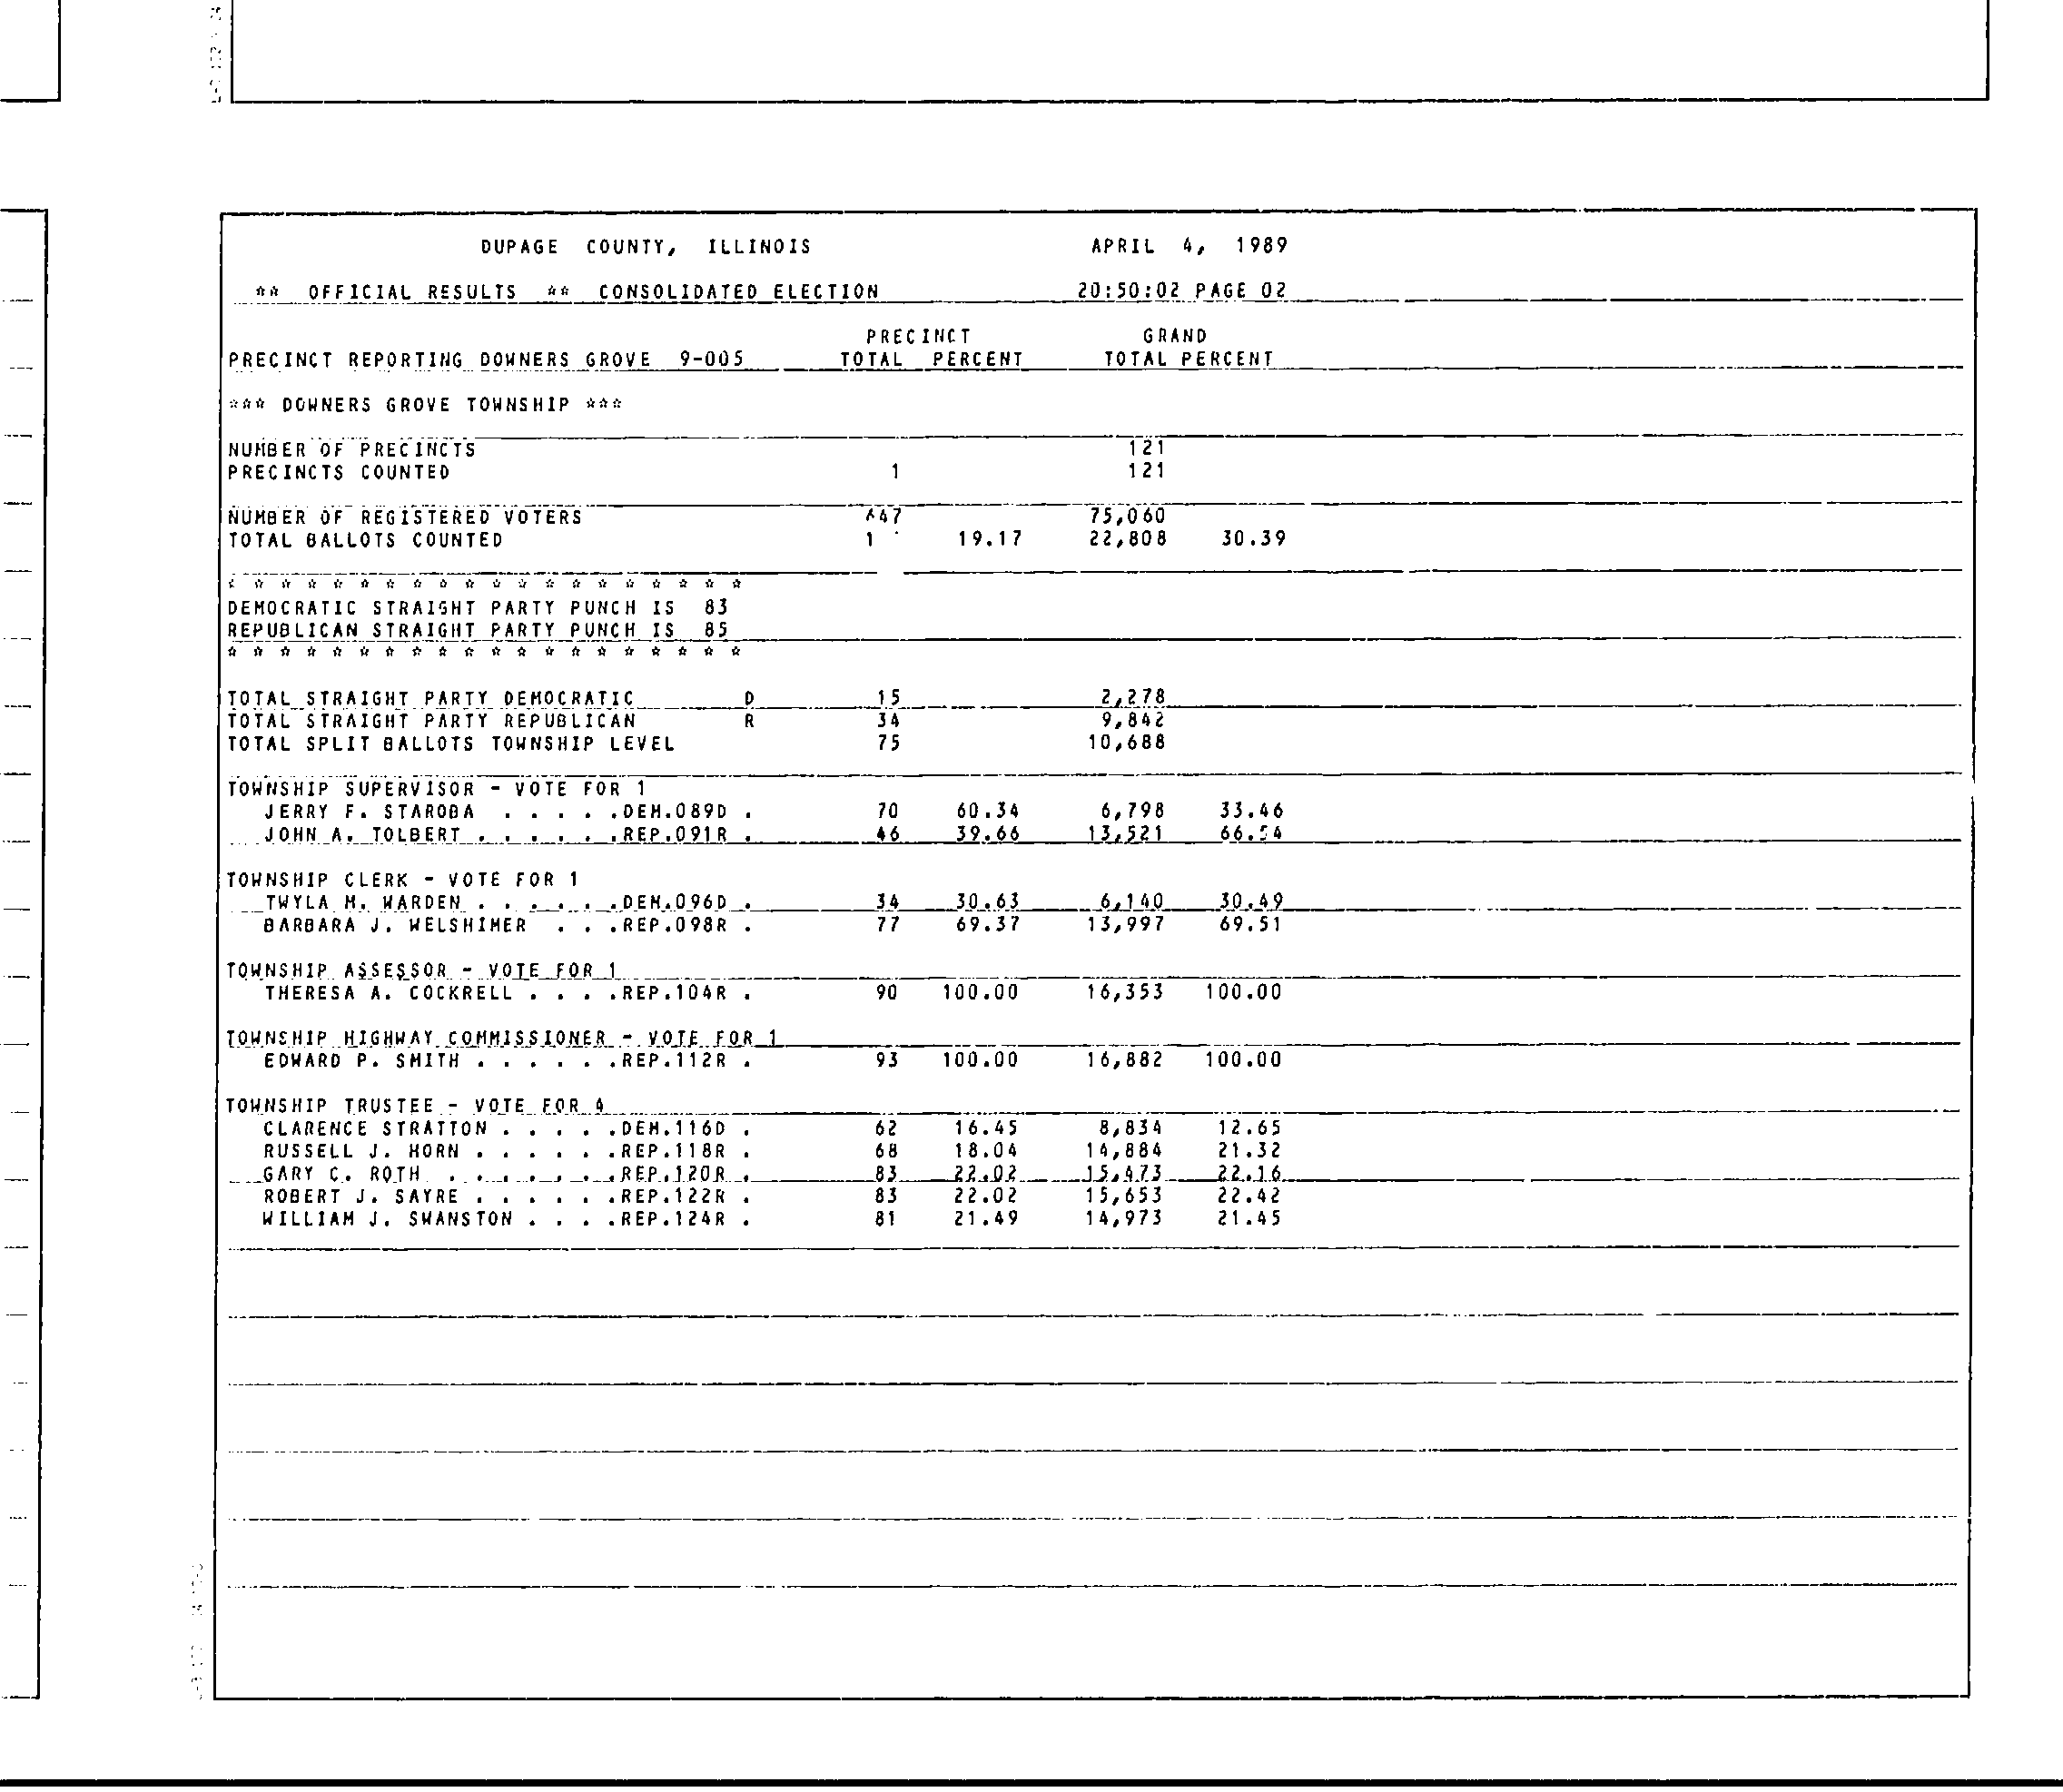 DUPAGE COUNTY, ILLINOIS APRIL 4, 1989
** OFFICIAL RESULTS ** CONSOLIDATED ELECTION 20:50:02 PAGE 02
PRECINCT GRAND
PRECINCT REPORTING DOWNERS GROVE 9-005 TOTAL PERCENT TOTAL PERCENT
*** DOWNERS GROVE TOWNSHIP ***
NUMBER OF PRECINCTS 121
PRECINCTS COUNTED 1 121
NUMBER OF REGISTERED VOTERS 75,060
TOTAL BALLOTS COUNTED 19.17 22,808 30.39
* * * * * * * * * * * * * * * * * * * *
DEMOCRATIC STRAIGHT PARTY PUNCH IS 83
REPUBLICAN STRAIGHT PARTY PUNCH IS 85
* * * * * * * * * * * * * * * * * * * *
TOTAL STRAIGHT PARTY DEMOCRATIC D 15 2,278
TOTAL STRAIGHT PARTY REPUBLICAN R 34 9,842
TOTAL SPLIT BALLOTS TOWNSHIP LEVEL 75 10,688
TOWNSHIP SUPERVISOR - VOTE FOR 1
JERRY F. STAROBA . . . . .DEM.089D . 70 60.34 6,798 33.46
JOHN A. TOLBERT . . . . . .REP.091R . 46 39.66 13,521 66.54
TOWNSHIP CLERK - VOTE FOR 1
TWYLA M. WARDEN . . . . . .DEM.096D . 34 30.63 6,140 30.49
BARBARA J. WELSHIMER . . .REP.098R . 77 69.37 13,997 69.51
TOWNSHIP ASSESSOR - VOTE FOR 1
THERESA A. COCKRELL . . . .REP.104R . 90 100.00 16,353 100.00
TOWNSHIP HIGHWAY COMMISSIONER - VOTE FOR 1
EDWARD P. SMITH . . . . . .REP.112R . 93 100.00 16,882 100.00
TOWNSHIP TRUSTEE - VOTE FOR 4
CLARENCE STRATTON . . . . .DEM.116D . 62 16.45 8,834 12.65
RUSSELL J. HORN . . . . . .REP.118R . 68 18.04 14,884 21.32
GARY C. ROTH . . . . . . .REP.120R . 83 22.02 15,473 22.16
ROBERT J. SAYRE . . . . . .REP.122R . 83 22.02 15,653 22.42
WILLIAM J. SWANSTON . . . .REP.124R . 81 21.49 14,973 21.45